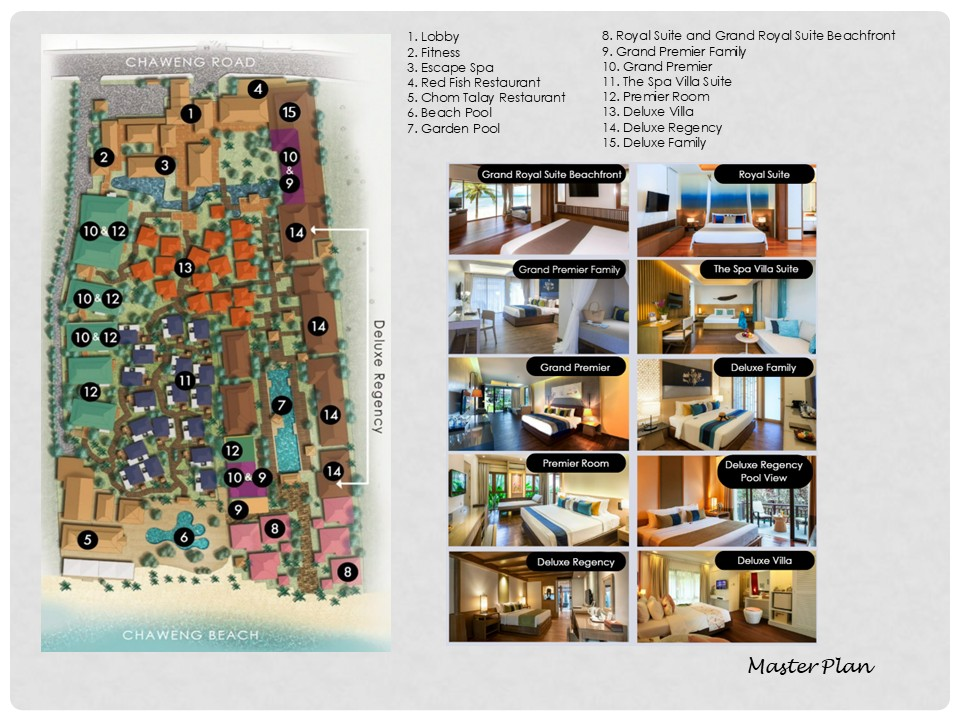 1. Lobby
2. Fitness
3. Escape Spa
4. Red Fish Restaurant
5. Chom Talay Restaurant
6. Beach Pool
7. Garden Pool
8. Royal Suite and Grand Royal Suite Beachfront
9. Grand Premier Family
10. Grand Premier
11. The Spa Villa Suite
12. Premier Room
13. Deluxe Villa
14. Deluxe Regency
15. Deluxe Family
CHAWENG ROAD
4
1
15
2
3
10
&
9
10 & 12
14
13
10 & 12
14
10 & 12
11
12
7
14
12
14
10 & 9
9
5
6
8
8
Deluxe Regency
CHAWENG BEACH
Grand Royal Suite Beachfront
Royal Suite
Grand Premier Family
The Spa Villa Suite
Grand Premier
Deluxe Family
Premier Room
Deluxe Regency
Pool View
Deluxe Regency
Deluxe Villa
Master Plan